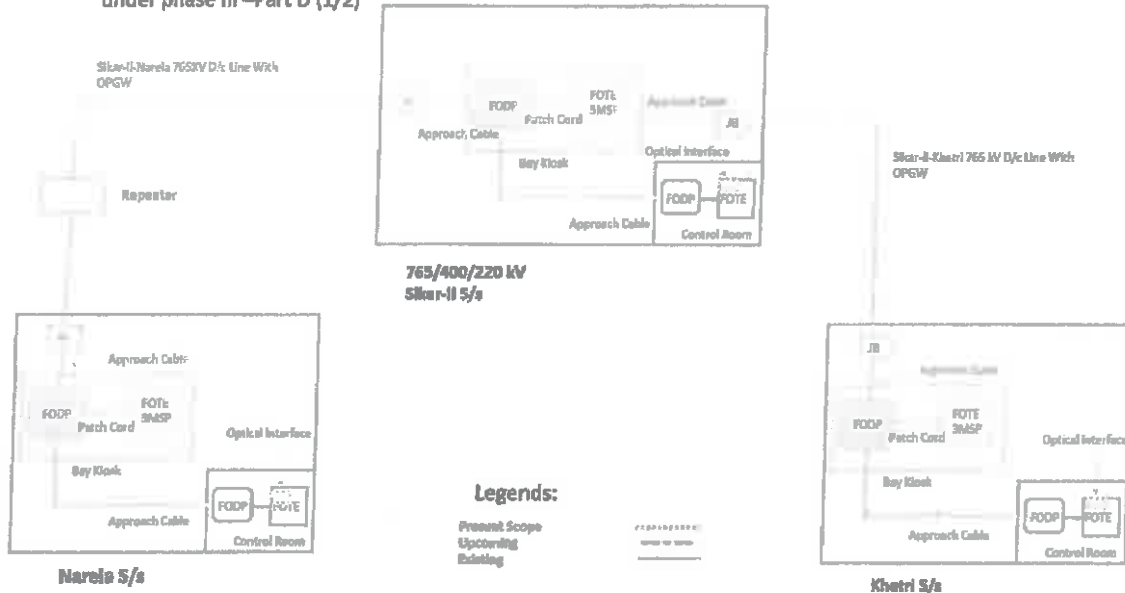 under phase III –Part D (1/2)
Sikar-II-Narela 765KV D/c Line With
OPGW
Repeater
FODP
Patch Cord
FOTE
5MSP
Approach Cable
JB
Approach Cable
Bay Kiosk
Optical Interface
FODP
FOTE
Approach Cable
Control Room
765/400/220 kV
Sikar-II S/s
Sikar-II-Khetri 765 kV D/c Line With
OPGW
Approach Cable
FODP
Patch Cord
FOTE
3MSP
Optical Interface
Bay Kiosk
FODP
FOTE
Approach Cable
Control Room
Narela S/s
Legends:
Present Scope
Upcoming
Existing
JB
FODP
Patch Cord
FOTE
3MSP
Optical Interface
Bay Kiosk
FODP
FOTE
Approach Cable
Control Room
Khetri S/s